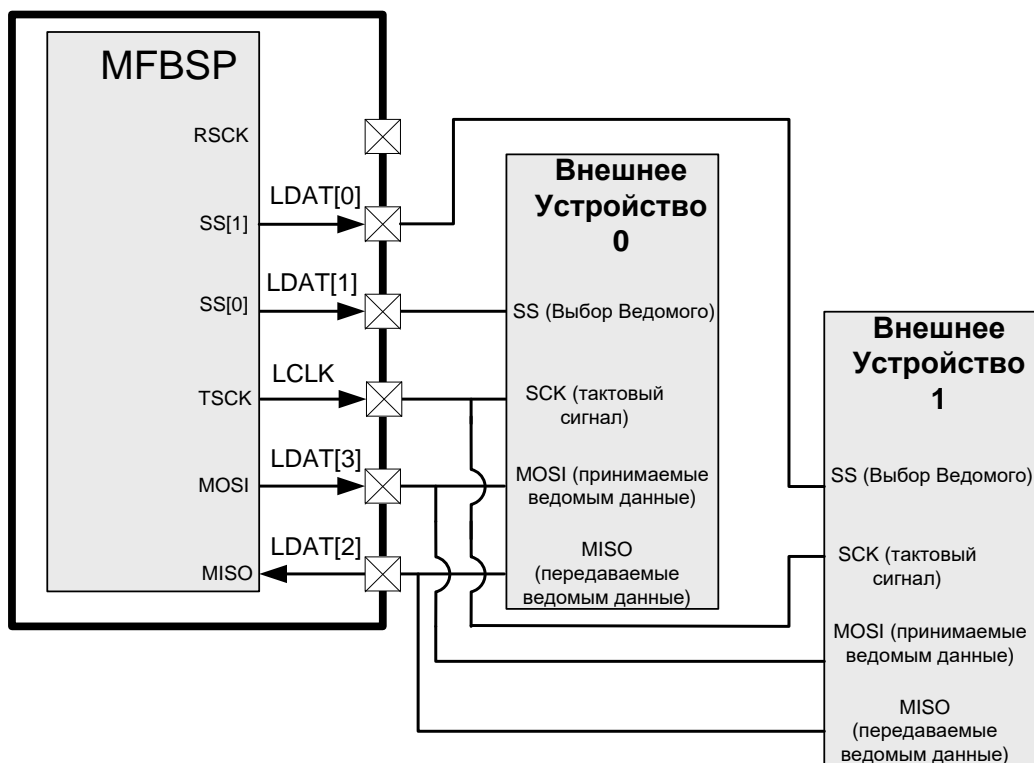 MFBSP
RSCK
SS[1]
LDAT[0]
SS[0]
LDAT[1]
TSCK
LCLK
MOSI
LDAT[3]
MISO
LDAT[2]
Внешнее
Устройство
0
SS (Выбор Ведомого)
SCK (тактовый
сигнал)
MOSI (принимаемые
ведомым данные)
MISO
(передаваемые
ведомым данные)
Внешнее
Устройство
1
SS (Выбор Ведомого)
SCK (тактовый
сигнал)
MOSI (принимаемые
ведомым данные)
MISO
(передаваемые
ведомым данные)